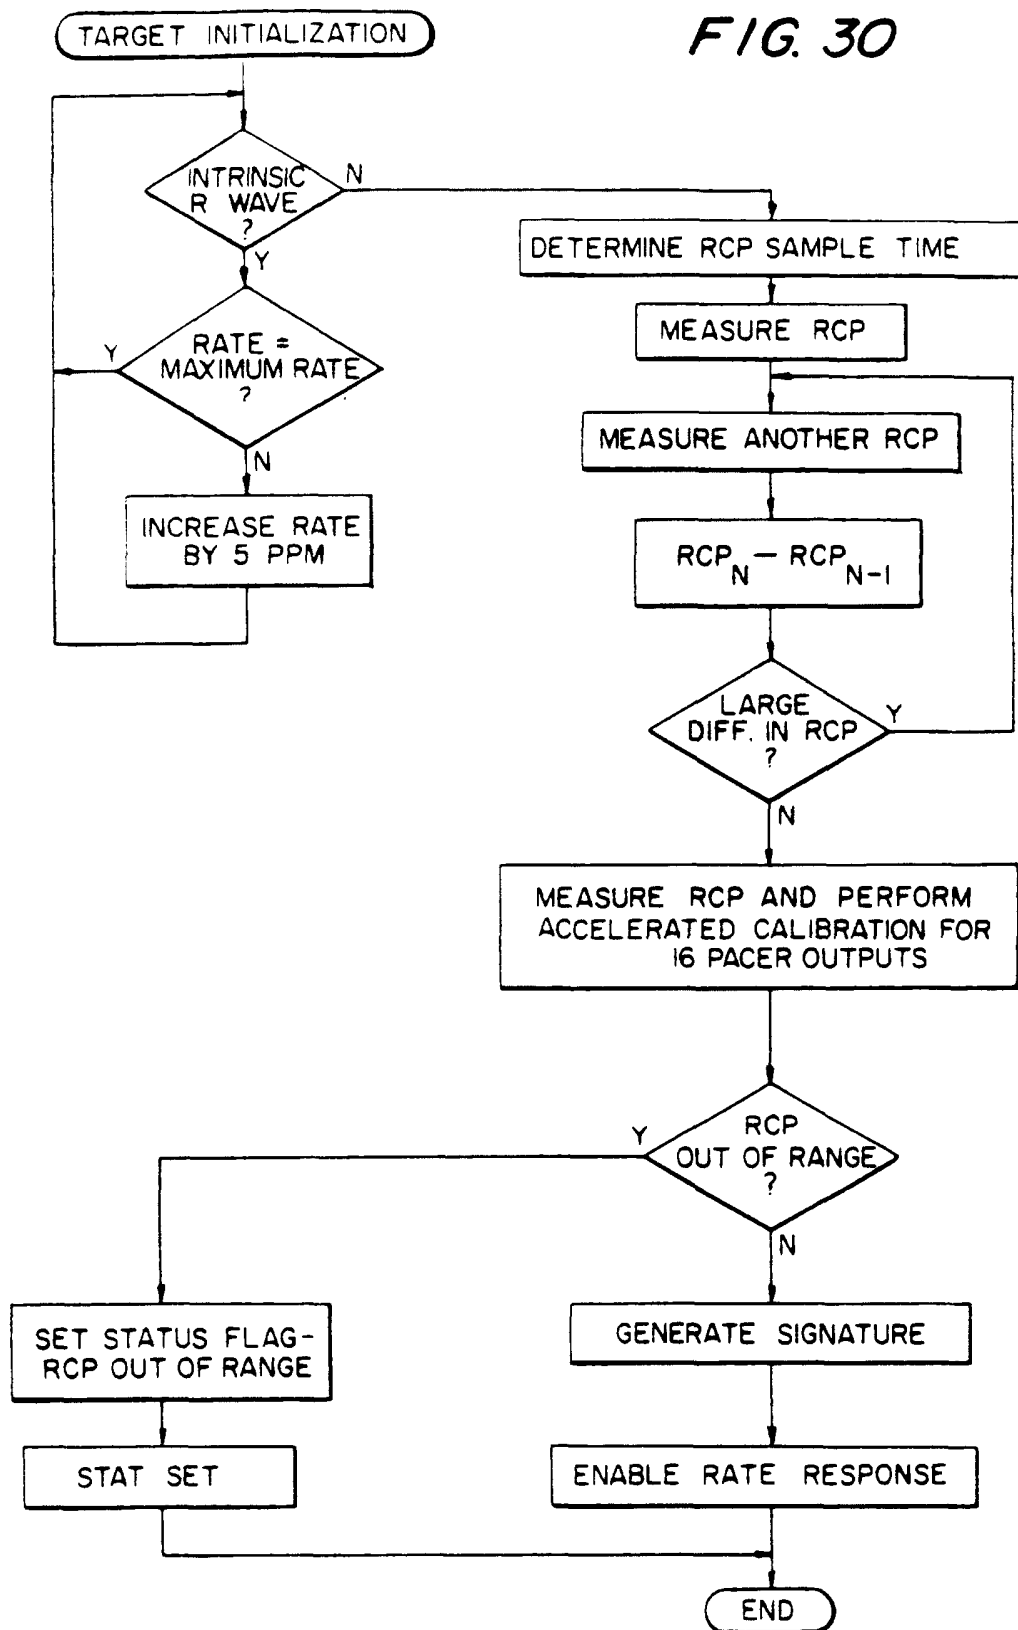 TARGET INITIALIZATION
FIG. 30
INTRINSIC
R WAVE
?
N
Y
DETERMINE RCP SAMPLE TIME
MEASURE RCP
RATE =
MAXIMUM RATE
?
Y
N
MEASURE ANOTHER RCP
INCREASE RATE
BY 5 PPM
RCP_N — RCP_N-1
LARGE
DIFF. IN RCP
?
Y
N
MEASURE RCP AND PERFORM
ACCELERATED CALIBRATION FOR
16 PACER OUTPUTS
RCP
OUT OF RANGE
?
Y
N
SET STATUS FLAG-
RCP OUT OF RANGE
GENERATE SIGNATURE
STAT SET
ENABLE RATE RESPONSE
END